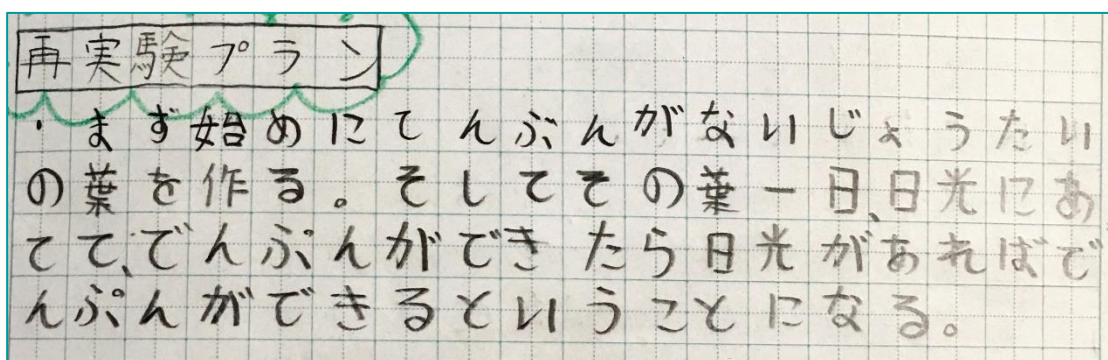 再実験プラン
・まず始めにてんぶんがないじょうたい
の葉を作る。そしてその葉一日、日光にあ
てて、でんぷんができたら日光があればで
んぷんができるということになる。